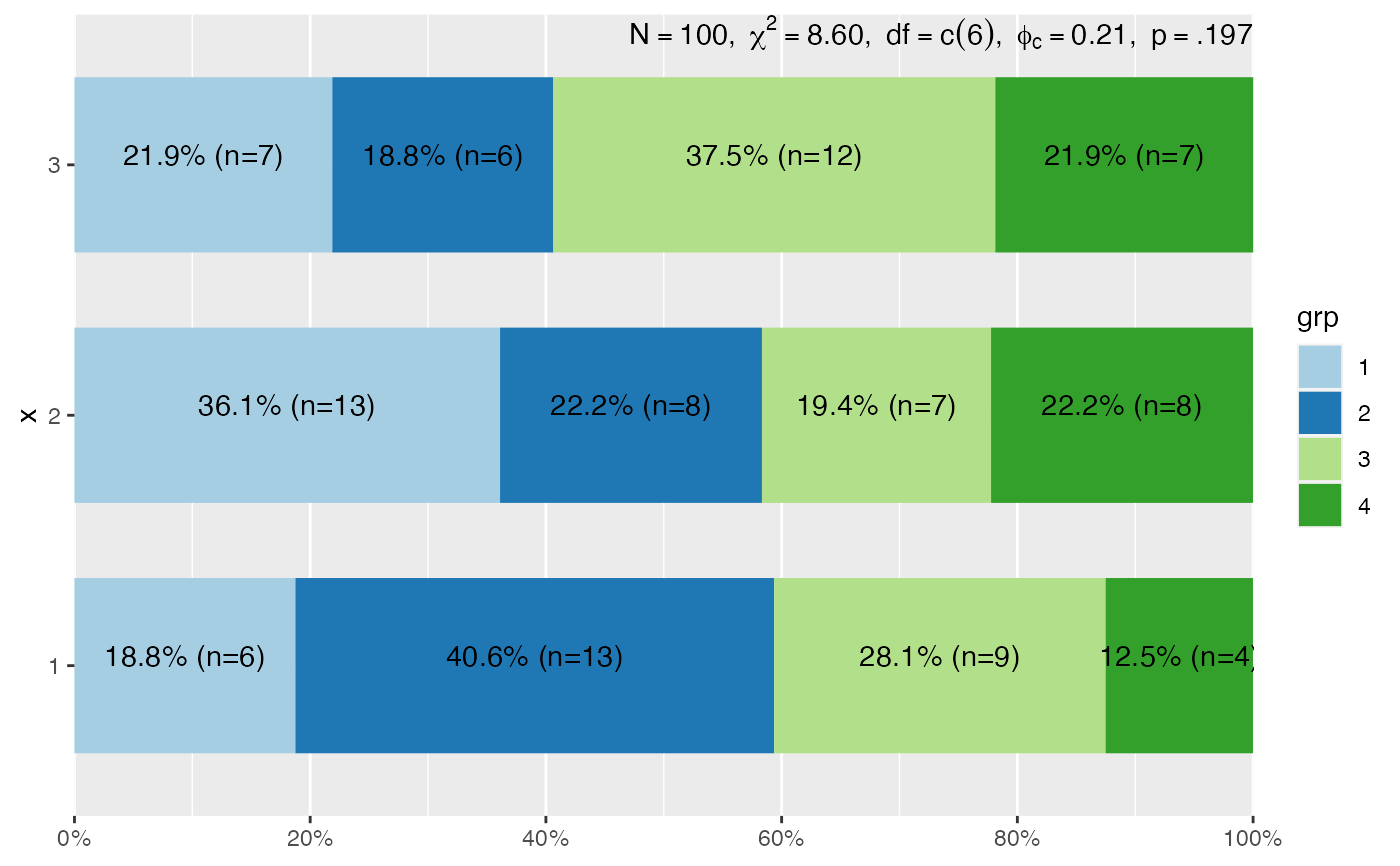 N = 100, χ² = 8.60, df = c(6), ϕc = 0.21, p = .197
3
21.9% (n=7) 18.8% (n=6) 37.5% (n=12) 21.9% (n=7)
grp
1
2
3
4
x
2
36.1% (n=13) 22.2% (n=8) 19.4% (n=7) 22.2% (n=8)
1
18.8% (n=6) 40.6% (n=13) 28.1% (n=9) 12.5% (n=4)
0% 20% 40% 60% 80% 100%